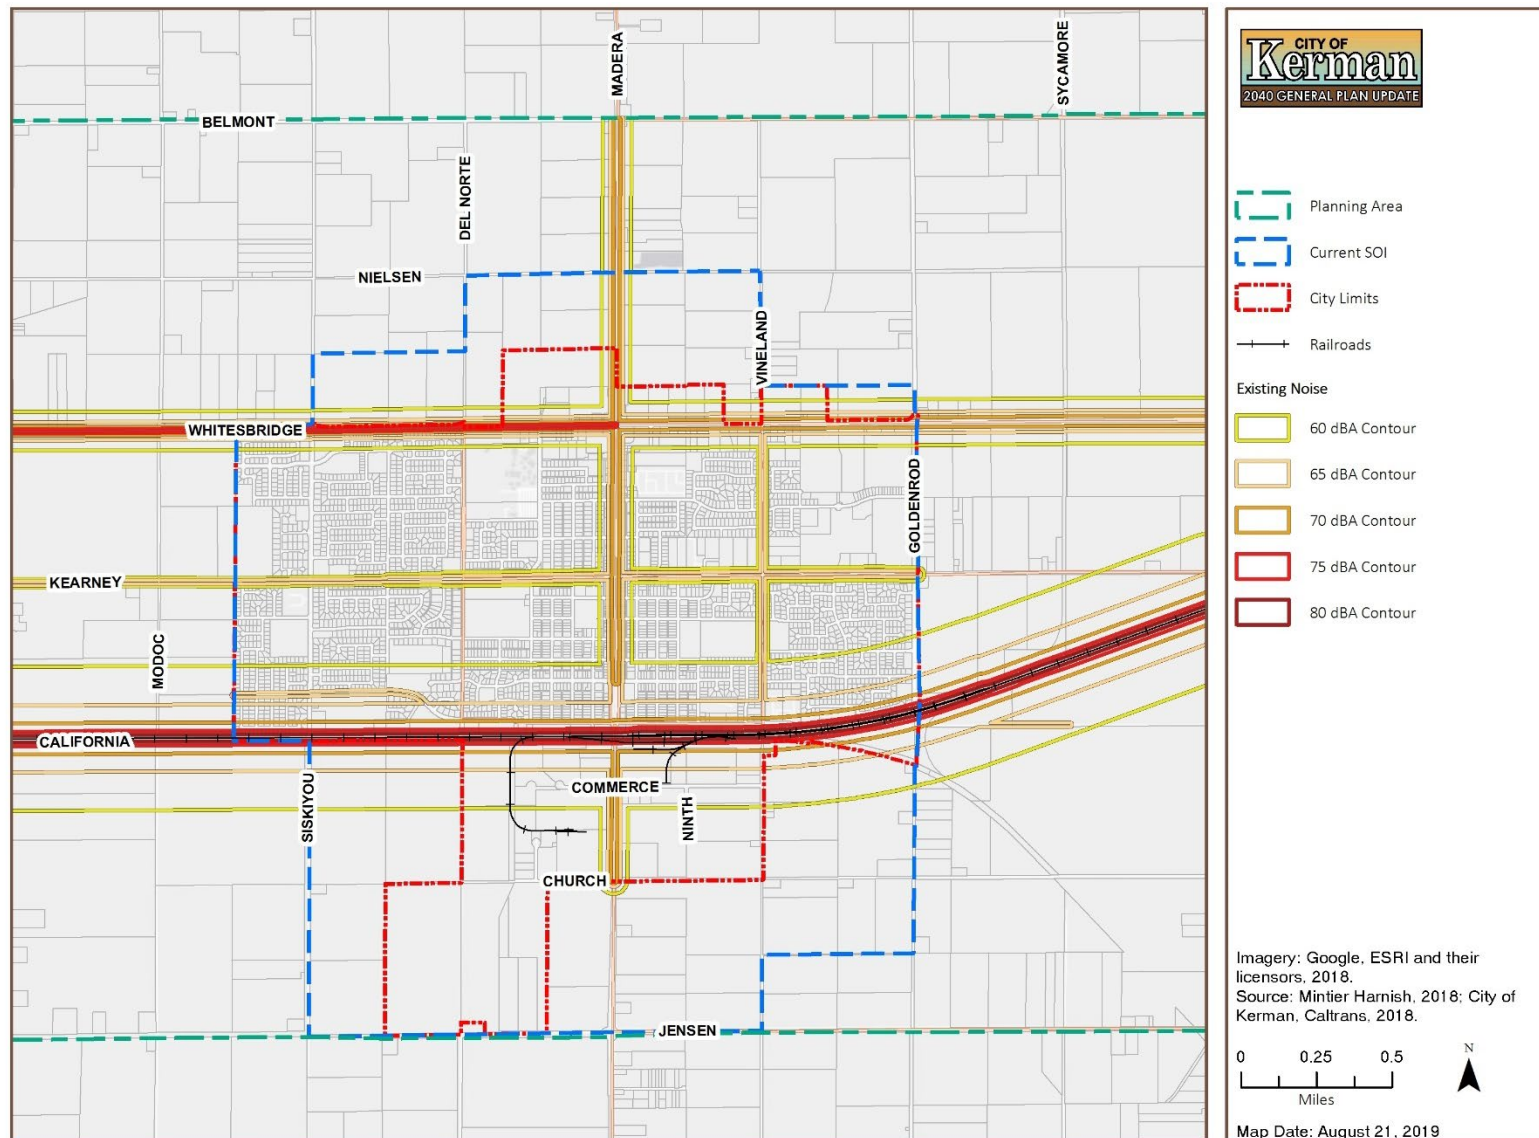 MADERA
SYCAMORE
BELMONT
DEL NORTE
NIELSEN
VINELAND
WHITESBRIDGE
GOLDENROD
KEARNEY
MODOC
CALIFORNIA
SISKIYOU
COMMERCE
NINTH
CHURCH
JENSEN
CITY OF
Kerman
2040 GENERAL PLAN UPDATE
Planning Area
Current SOI
City Limits
Railroads
Existing Noise
60 dBA Contour
65 dBA Contour
70 dBA Contour
75 dBA Contour
80 dBA Contour
Imagery: Google, ESRI and their
licensors, 2018.
Source: Mintier Harnish, 2018; City of
Kerman, Caltrans, 2018.
0 0.25 0.5
Miles
N
Map Date: August 21, 2019